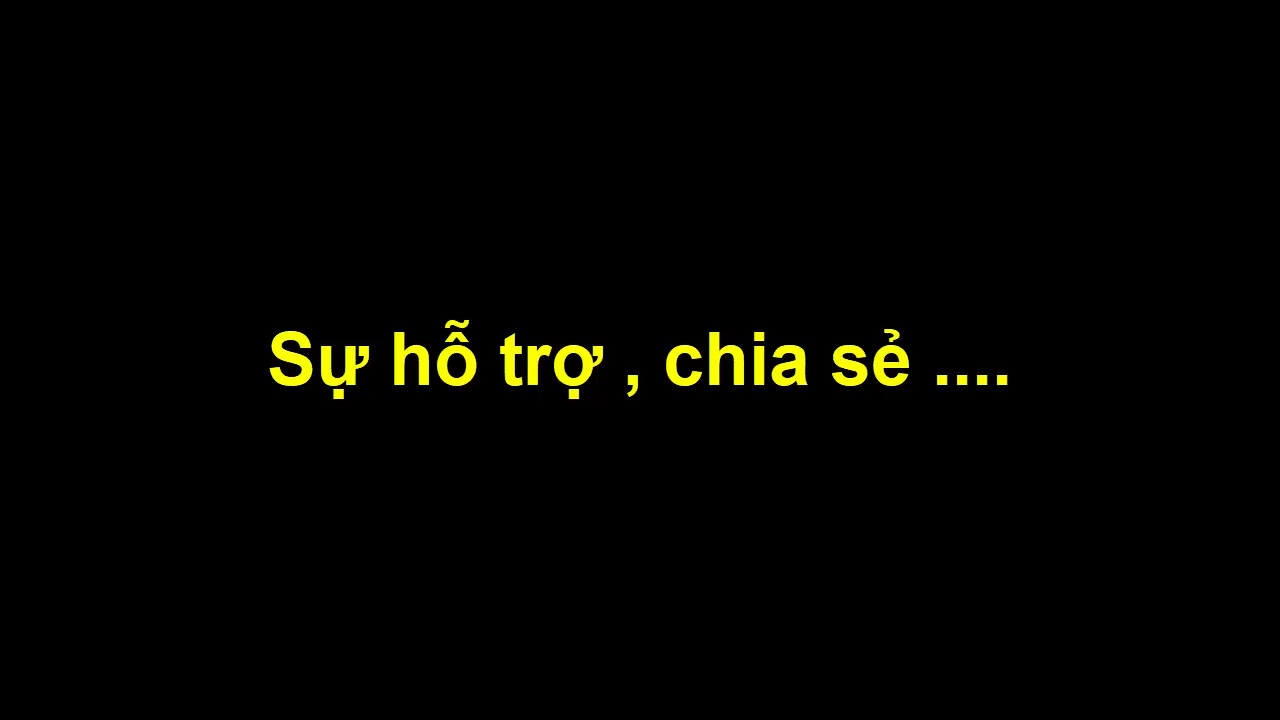 Sự hỗ trợ , chia sẻ ....